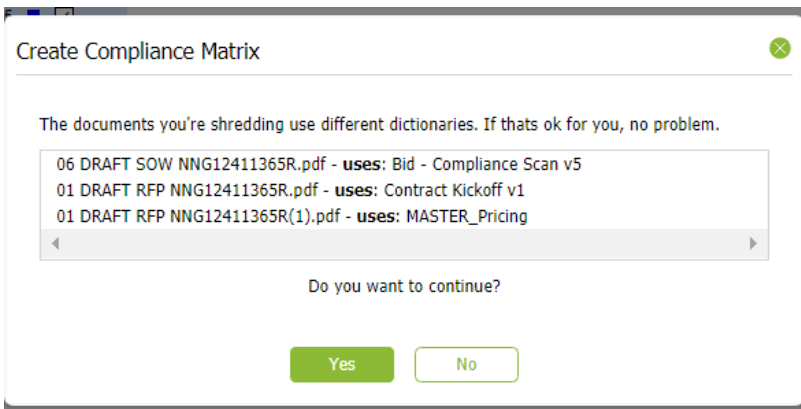 Create Compliance Matrix
The documents you're shredding use different dictionaries. If thats ok for you, no problem.
06 DRAFT SOW NNG12411365R.pdf - uses: Bid - Compliance Scan v5
01 DRAFT RFP NNG12411365R.pdf - uses: Contract Kickoff v1
01 DRAFT RFP NNG12411365R(1).pdf - uses: MASTER_Pricing
Do you want to continue?
Yes
No